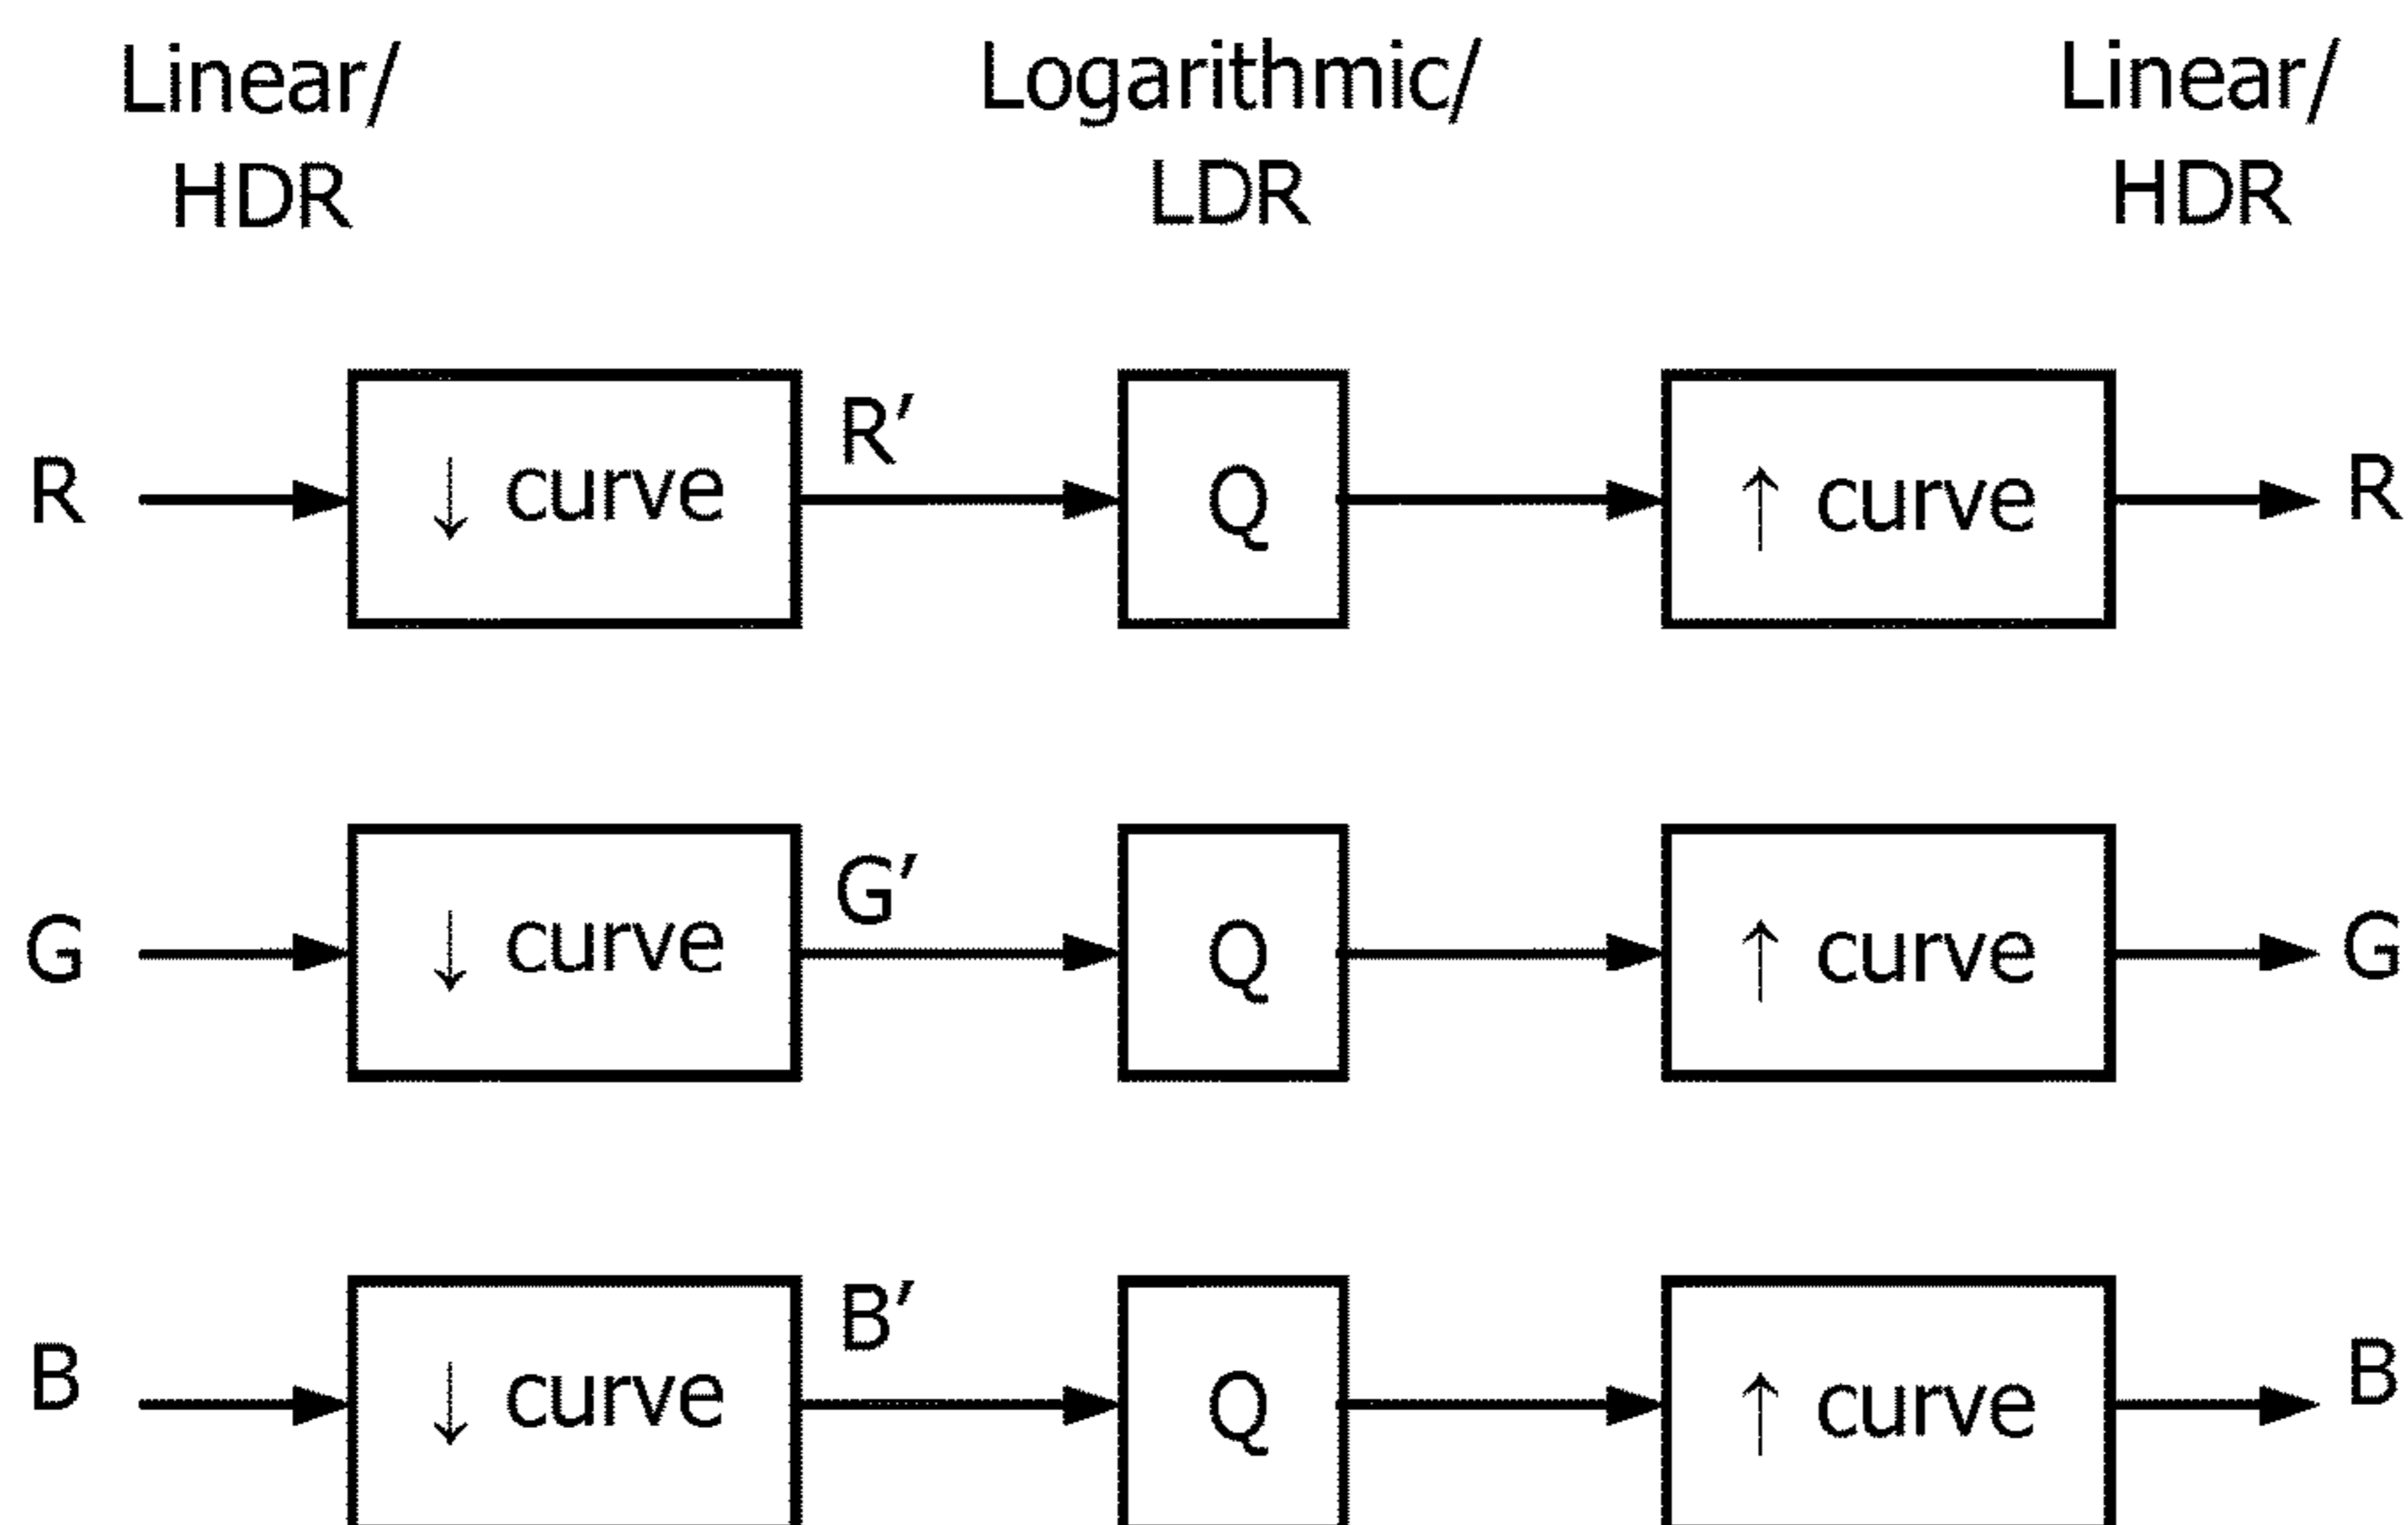 Linear/
HDR
Logarithmic/
LDR
Linear/
HDR
R ↓ curve R' Q ↑ curve R
G ↓ curve G' Q ↑ curve G
B ↓ curve B' Q ↑ curve B